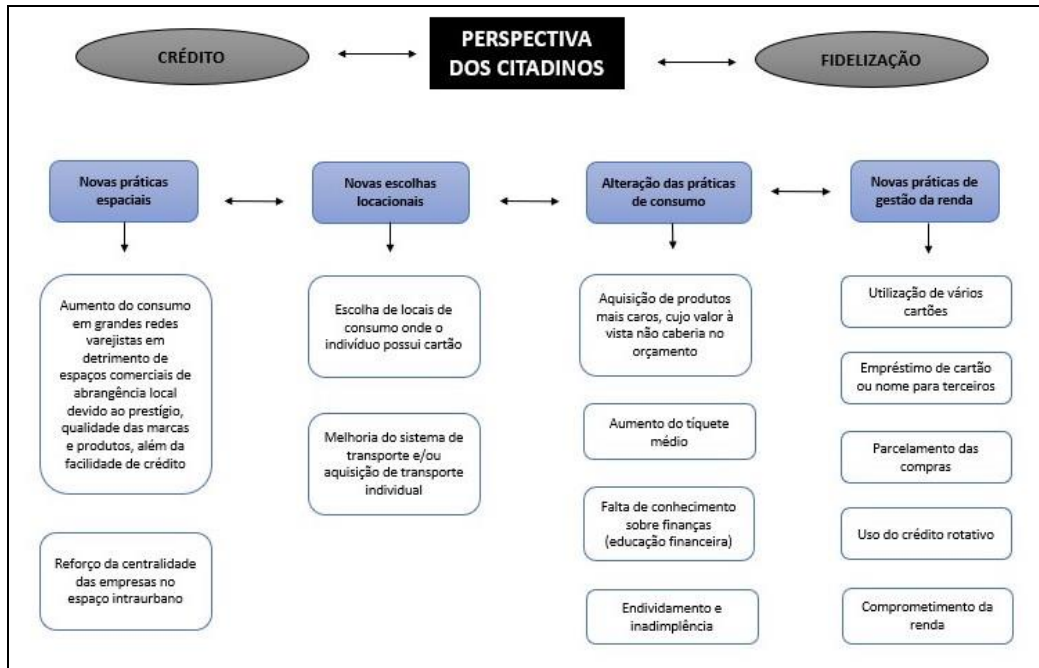 CRÉDITO
PERSPECTIVA
DOS CITADINOS
FIDELIZAÇÃO
Novas práticas
espaciais
Aumento do consumo
em grandes redes
varejistas em
detrimento de
espaços comerciais de
abrangência local
devido ao prestígio,
qualidade das marcas
e produtos, além da
facilidade de crédito
Reforço da centralidade
das empresas no
espaço intraurbano
Novas escolhas
locacionais
Escolha de locais de
consumo onde o
indivíduo possui cartão
Melhoria do sistema de
transporte e/ou
aquisição de transporte
individual
Alteração das práticas
de consumo
Aquisição de produtos
mais caros, cujo valor à
vista não caberia no
orçamento
Aumento do tíquete
médio
Falta de conhecimento
sobre finanças
(educação financeira)
Endividamento e
inadimplência
Novas práticas de
gestão da renda
Utilização de vários
cartões
Empréstimo de cartão
ou nome para terceiros
Parcelamento das
compras
Uso do crédito rotativo
Comprometimento da
renda